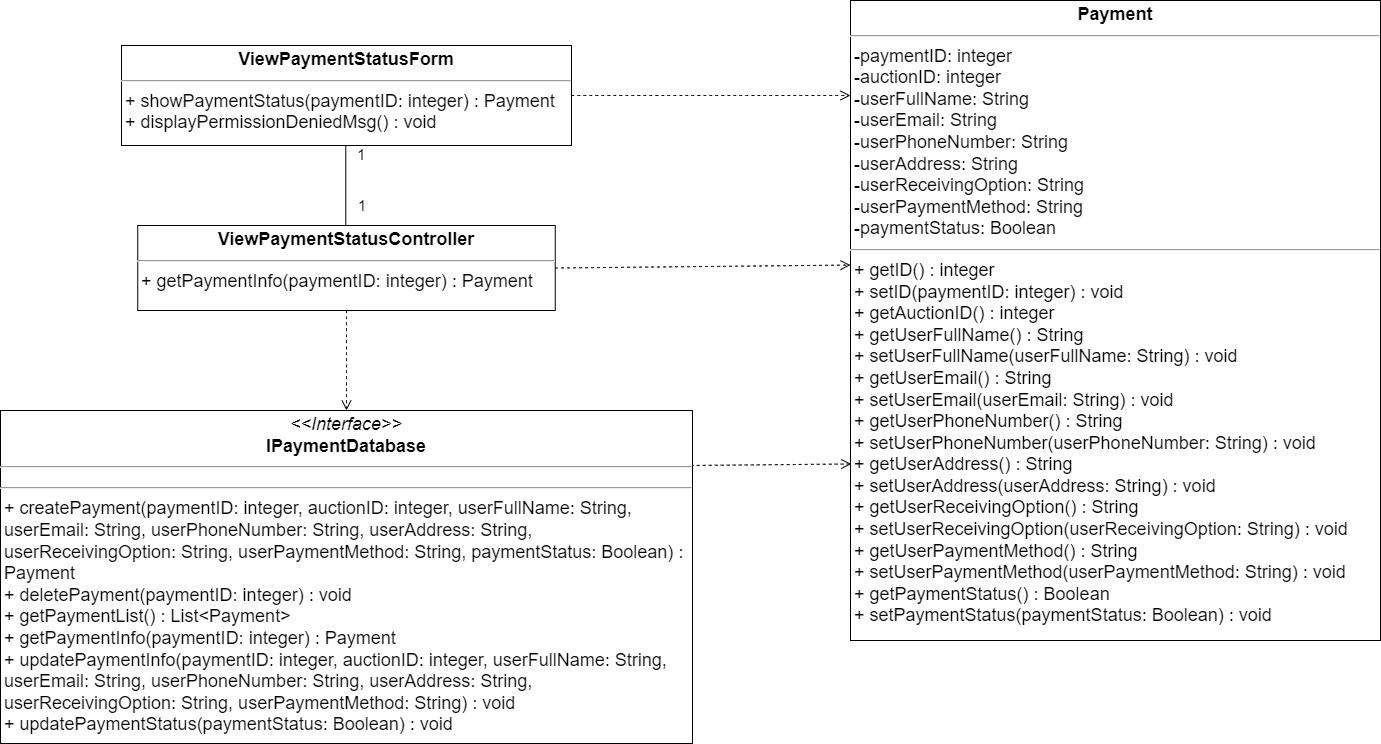 ViewPaymentStatusForm
+ showPaymentStatus(paymentID: integer) : Payment
+ displayPermissionDeniedMsg() : void
1
1
ViewPaymentStatusController
+ getPaymentInfo(paymentID: integer) : Payment
<<Interface>>
IPaymentDatabase
+ createPayment(paymentID: integer, auctionID: integer, userFullName: String,
userEmail: String, userPhoneNumber: String, userAddress: String,
userReceivingOption: String, userPaymentMethod: String, paymentStatus: Boolean) :
Payment
+ deletePayment(paymentID: integer) : void
+ getPaymentList() : List<Payment>
+ getPaymentInfo(paymentID: integer) : Payment
+ updatePaymentInfo(paymentID: integer, auctionID: integer, userFullName: String,
userEmail: String, userPhoneNumber: String, userAddress: String,
userReceivingOption: String, userPaymentMethod: String) : void
+ updatePaymentStatus(paymentStatus: Boolean) : void
Payment
-paymentID: integer
-auctionID: integer
-userFullName: String
-userEmail: String
-userPhoneNumber: String
-userAddress: String
-userReceivingOption: String
-userPaymentMethod: String
-paymentStatus: Boolean
+ getID() : integer
+ setID(paymentID: integer) : void
+ getAuctionID() : integer
+ getUserFullName() : String
+ setUserFullName(userFullName: String) : void
+ getUserEmail() : String
+ setUserEmail(userEmail: String) : void
+ getUserPhoneNumber() : String
+ setUserPhoneNumber(userPhoneNumber: String) : void
+ getUserAddress() : String
+ setUserAddress(userAddress: String) : void
+ getUserReceivingOption() : String
+ setUserReceivingOption(userReceivingOption: String) : void
+ getUserPaymentMethod() : String
+ setUserPaymentMethod(userPaymentMethod: String) : void
+ getPaymentStatus() : Boolean
+ setPaymentStatus(paymentStatus: Boolean) : void